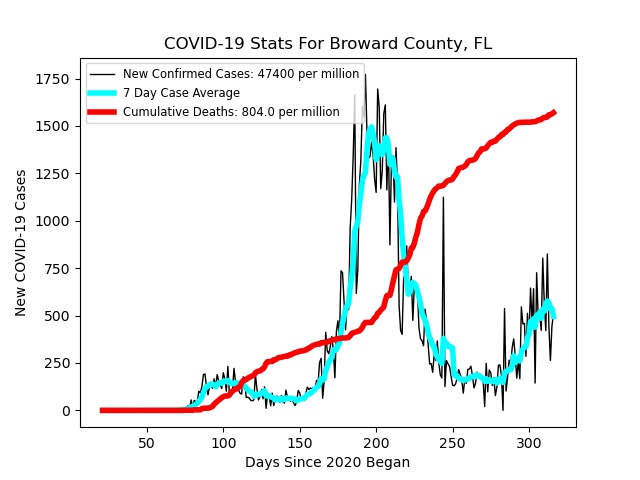 COVID-19 Stats For Broward County, FL
New Confirmed Cases: 47400 per million
7 Day Case Average
Cumulative Deaths: 804.0 per million
New COVID-19 Cases
1750
1500
1250
1000
750
500
250
0
50 100 150 200 250 300
Days Since 2020 Began